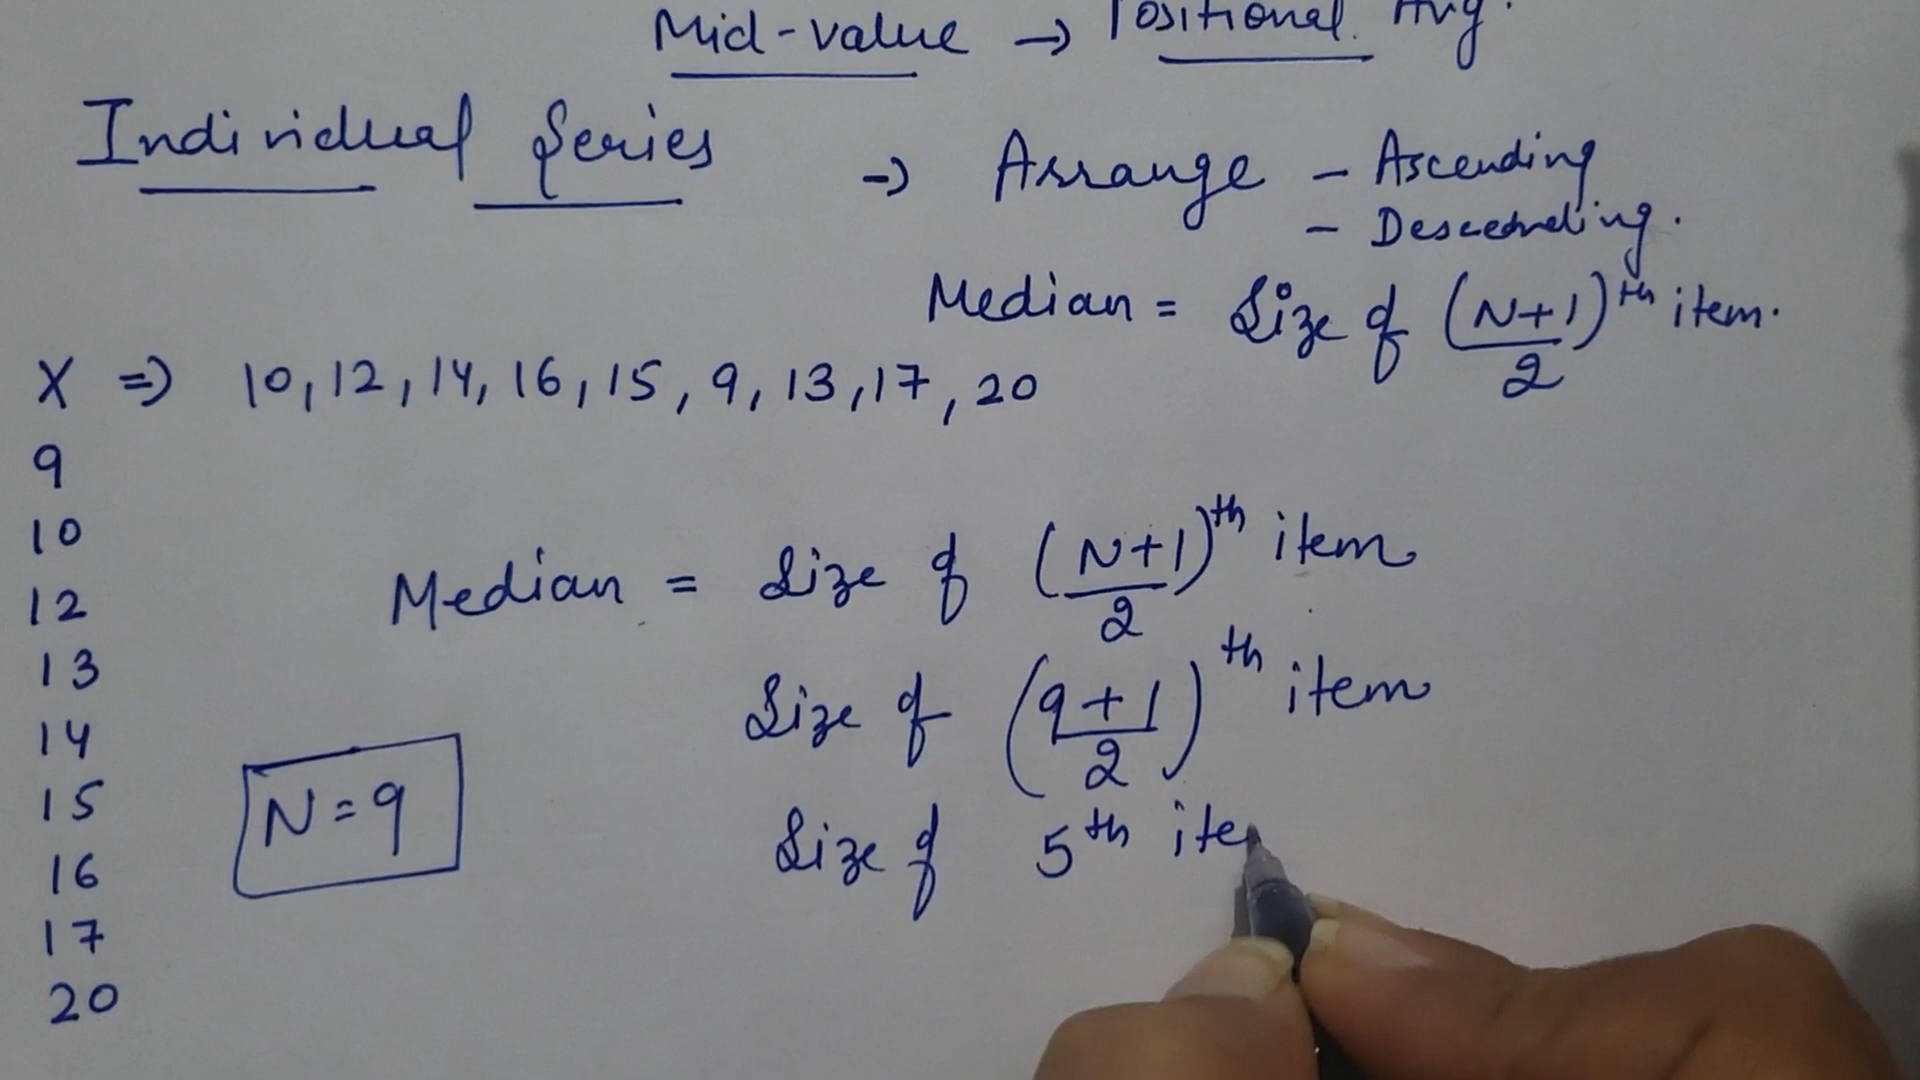 Mid-value → Positional Avg.
Individual Series → Arrange - Ascending
- Descending.
Median = Size of (N+1/2)th item.
X ⇒ 10, 12, 14, 16, 15, 9, 13, 17, 20
9
10
12
13
14
15
16
17
20
N=9
Median = Size of (N+1/2)th item
Size of (9+1/2)th item
Size of 5th ite